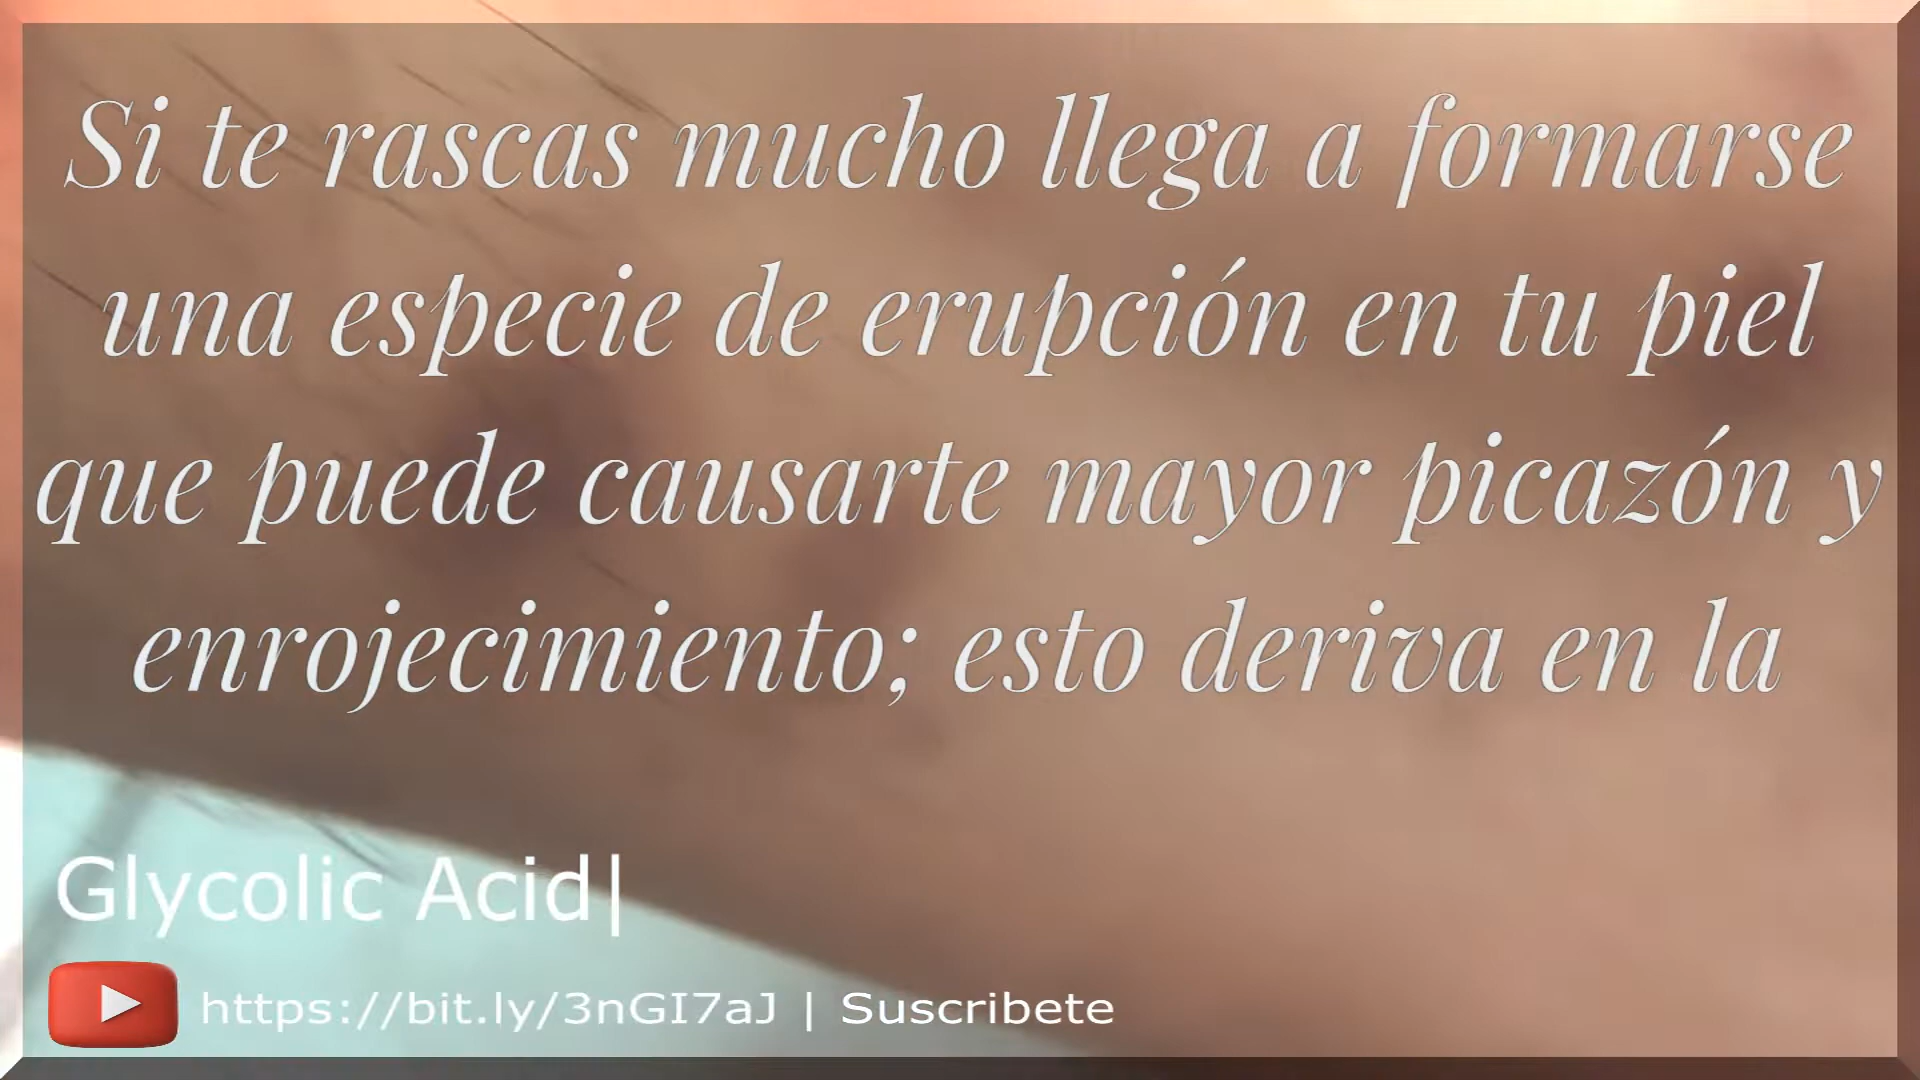 Si te rascas mucho llega a formarse
una especie de erupción en tu piel
que puede causarte mayor picazón y
enrojecimiento; esto deriva en la
Glycolic Acid|
https://bit.ly/3nGI7aJ | Suscribete